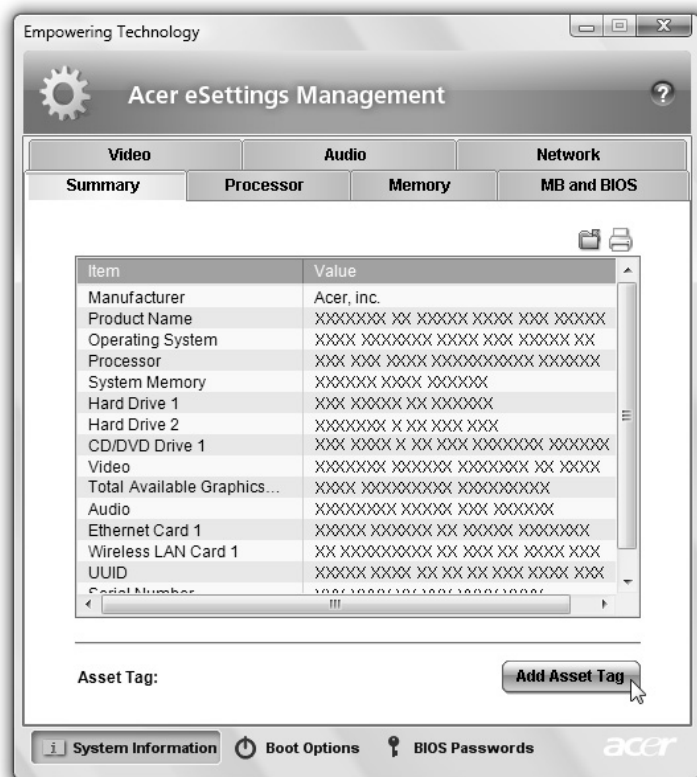 Empowering Technology
Acer eSettings Management
?
Video Audio Network
Summary Processor Memory MB and BIOS
Item Value
Manufacturer Acer, inc.
Product Name XXXXXXX XX XXXXX XXXX XXX XXXXX
Operating System XXXX XXXXXXX XXXX XXX XXXXX XX
Processor XXX XXX XXXX XXXXXXXXXX XXXXXX
System Memory XXXXXX XXXX XXXXXX
Hard Drive 1 XXX XXXXX XX XXXXXX
Hard Drive 2 XXXXXXX X XX XXX XXX
CD/DVD Drive 1 XXX XXXX X XX XXX XXXXXXX XXXXXX
Video XXXXXXX XXXXXX XXXXXXX XX XXXX
Total Available Graphics... XXXX XXXXXXXXXX XXXXXXXXX
Audio XXXXXXXX XXXXX XXX XXXXXX
Ethernet Card 1 XXXXX XXXXXXX XX XXXXX XXXXXXX
Wireless LAN Card 1 XX XXXXXXXXX XX XXX XX XXXX XXX
UUID XXXXX XXXX XX XX XX XXX XXXX XXX
Serial Number
Asset Tag: Add Asset Tag
i System Information Boot Options BIOS Passwords acer